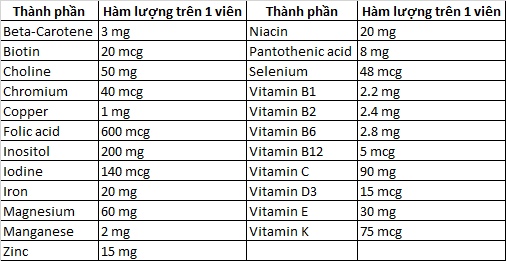 Thành phần Hàm lượng trên 1 viên Thành phần Hàm lượng trên 1 viên
Beta-Carotene 3 mg Niacin 20 mg
Biotin 20 mcg Pantothenic acid 8 mg
Choline 50 mg Selenium 48 mcg
Chromium 40 mcg Vitamin B1 2.2 mg
Copper 1 mg Vitamin B2 2.4 mg
Folic acid 600 mcg Vitamin B6 2.8 mg
Inositol 200 mg Vitamin B12 5 mcg
Iodine 140 mcg Vitamin C 90 mg
Iron 20 mg Vitamin D3 15 mcg
Magnesium 60 mg Vitamin E 30 mg
Manganese 2 mg Vitamin K 75 mcg
Zinc 15 mg